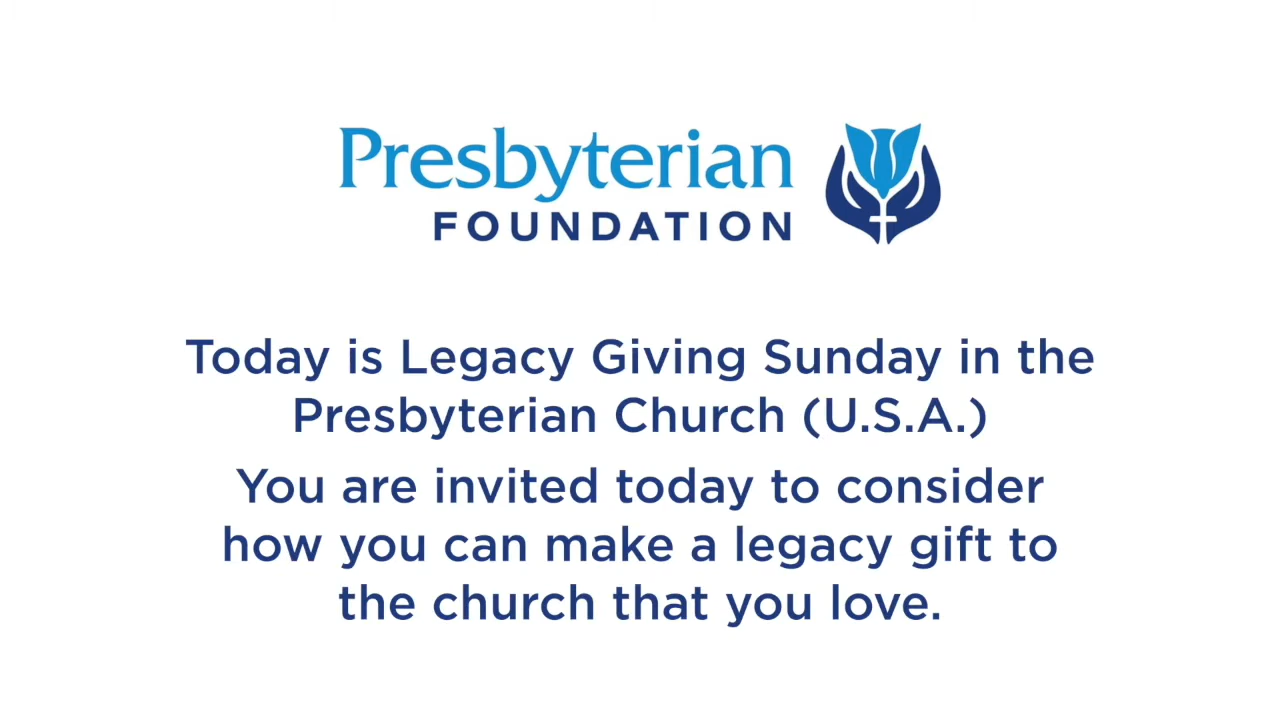 Presbyterian
FOUNDATION
Today is Legacy Giving Sunday in the
Presbyterian Church (U.S.A.)
You are invited today to consider
how you can make a legacy gift to
the church that you love.